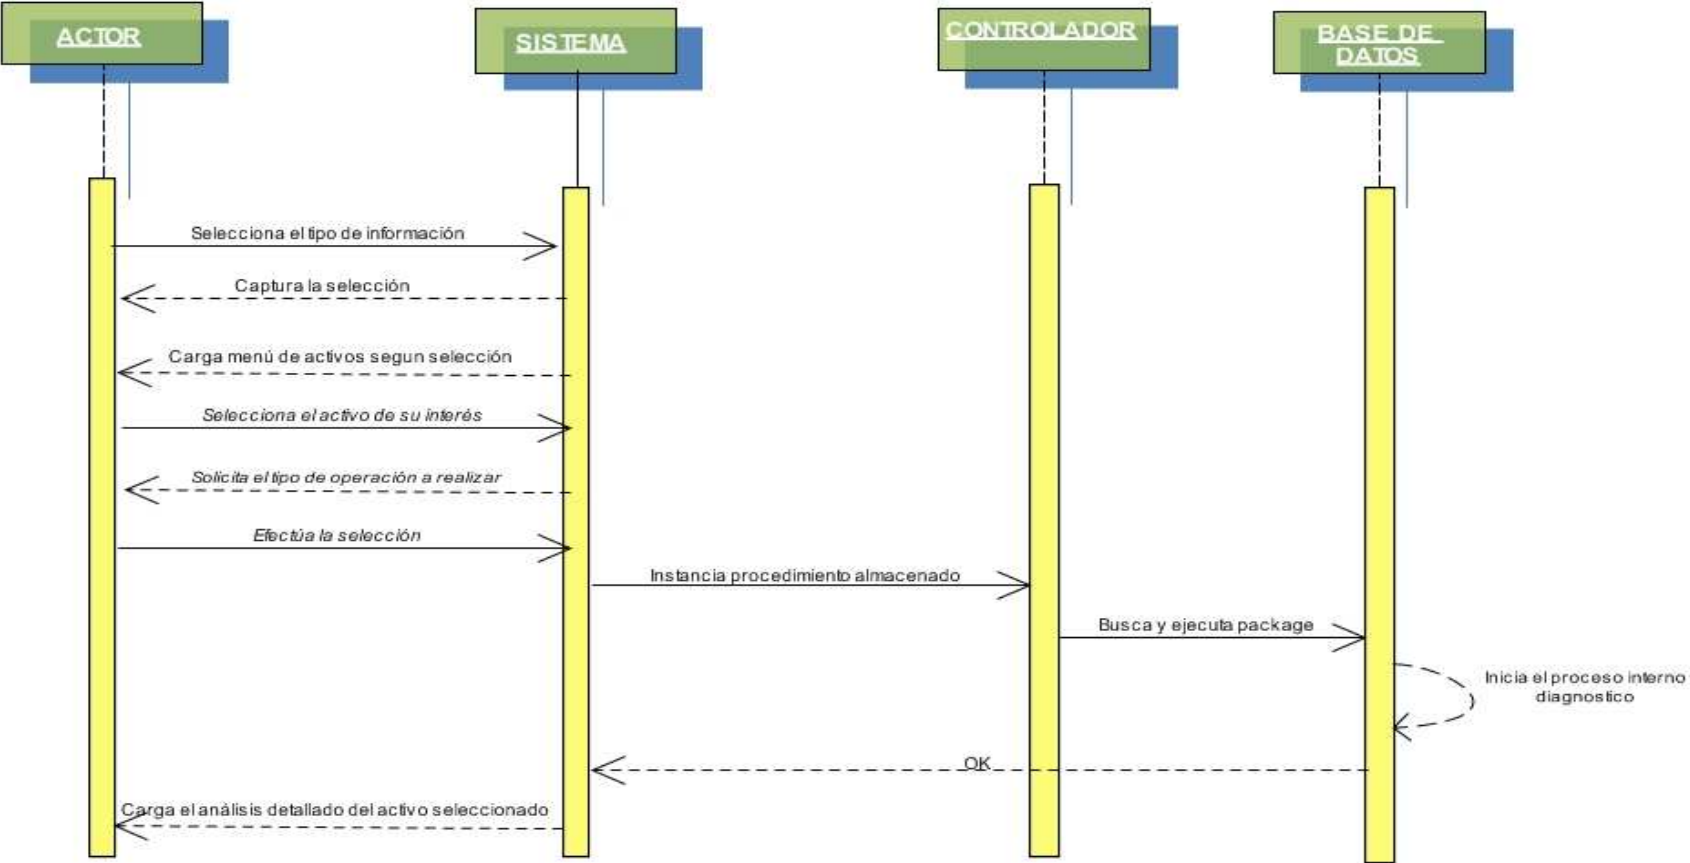 ACTOR
SISTEMA
CONTROLADOR
BASE DE
DATOS
Selecciona el tipo de información
Captura la selección
Carga menú de activos segun selección
Selecciona el activo de su interés
Solicita el tipo de operación a realizar
Efectúa la selección
Instancia procedimiento almacenado
Busca y ejecuta package
Inicia el proceso interno
diagnostico
OK
Carga el anàlisis detallado del activo seleccionado